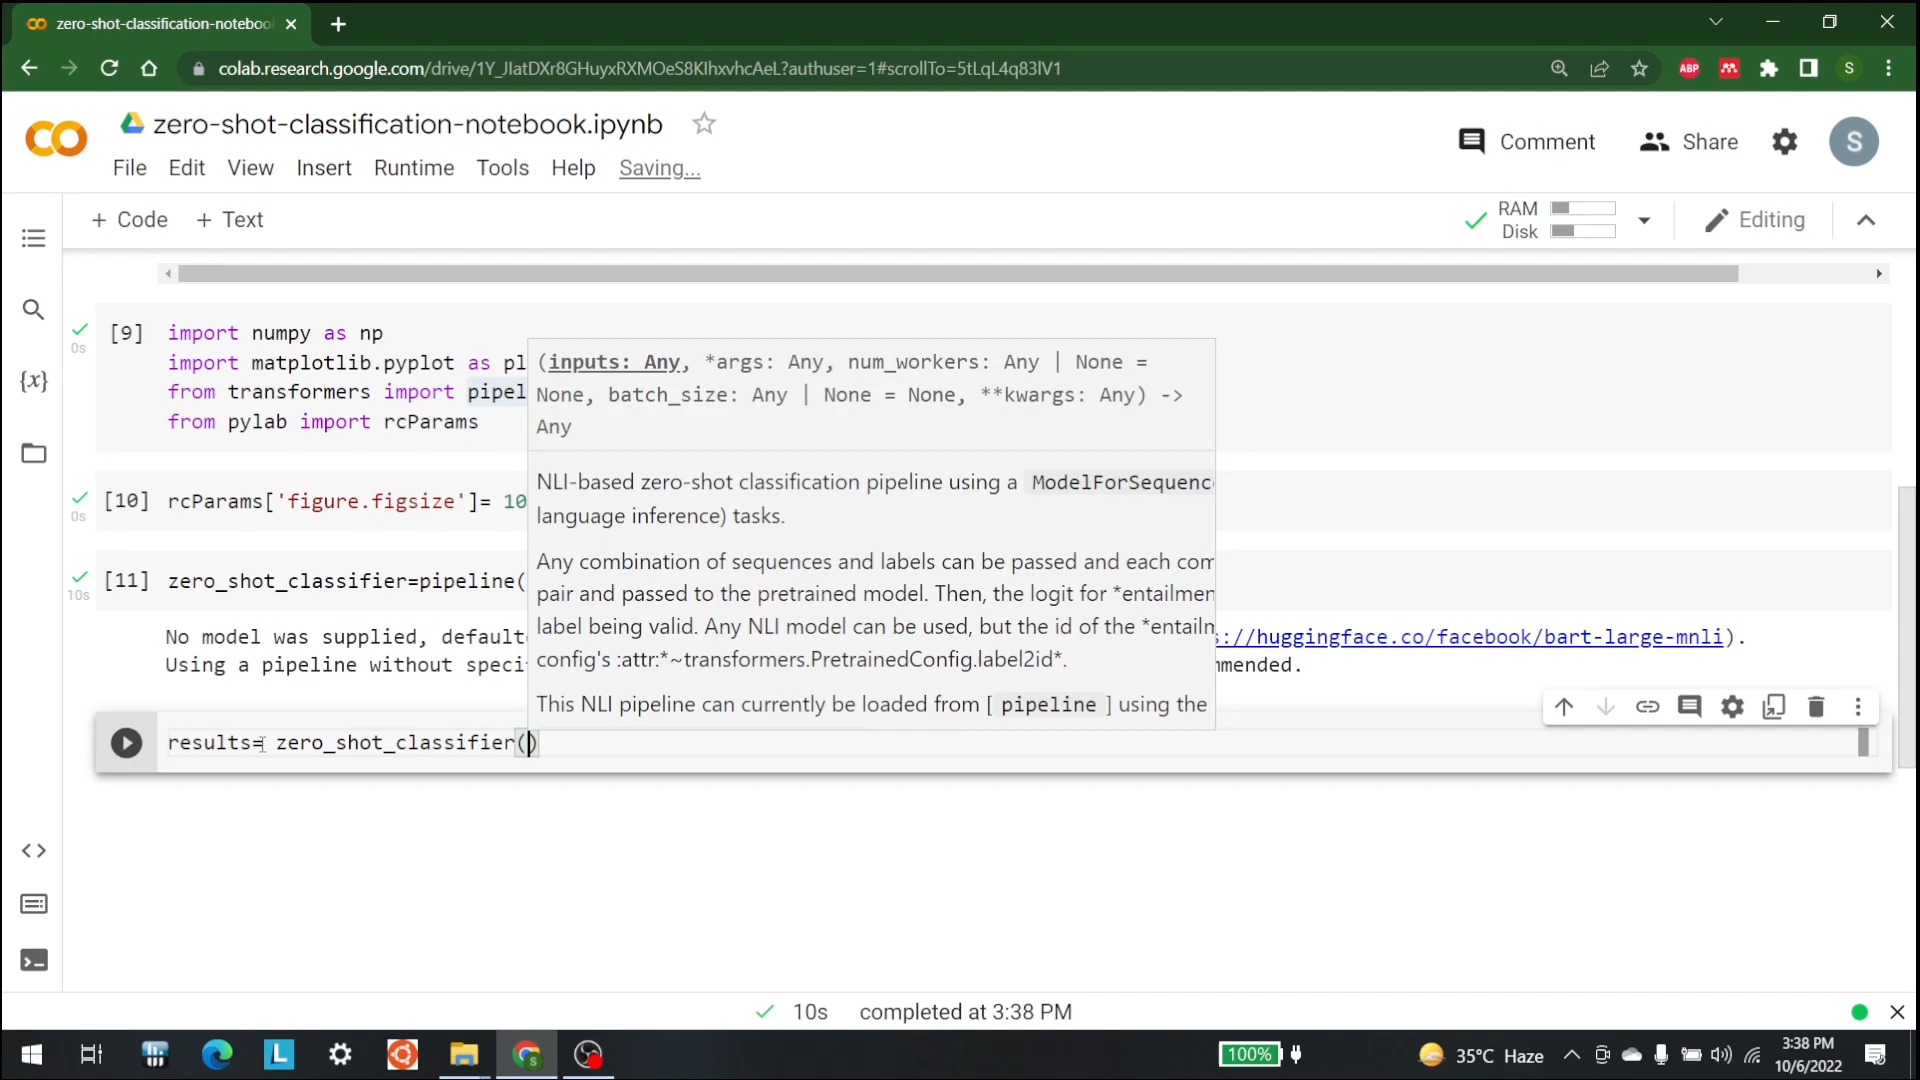 zero-shot-classification-noteboo
colab.research.google.com/drive/1Y_JIatDXr8GHuyxRXMOeS8KIhxvhcAeL?authuser=1#scrollTo=5tLqL4q83lV1
ABP
S
zero-shot-classification-notebook.ipynb
Comment
Share
S
File Edit View Insert Runtime Tools Help Saving...
+ Code + Text
RAM
Disk
Editing
{x}
[9] import numpy as np
0s
import matplotlib.pyplot as pl
from transformers import pipel
from pylab import rcParams
(inputs: Any, *args: Any, num_workers: Any | None =
None, batch_size: Any | None = None, **kwargs: Any) ->
Any
NLI-based zero-shot classification pipeline using a ModelForSequenc
language inference) tasks.
Any combination of sequences and labels can be passed and each com
pair and passed to the pretrained model. Then, the logit for *entailmen
label being valid. Any NLI model can be used, but the id of the *entailn
config's :attr:*~transformers.PretrainedConfig.label2id*.
This NLI pipeline can currently be loaded from [ pipeline ] using the
[10] rcParams['figure.figsize']= 10
0s
[11] zero_shot_classifier=pipeline(
10s
No model was supplied, default
s://huggingface.co/facebook/bart-large-mnli).
Using a pipeline without speci
mmended.
results= zero_shot_classifier()
10s completed at 3:38 PM
L
100%
35°C Haze
3:38 PM
10/6/2022